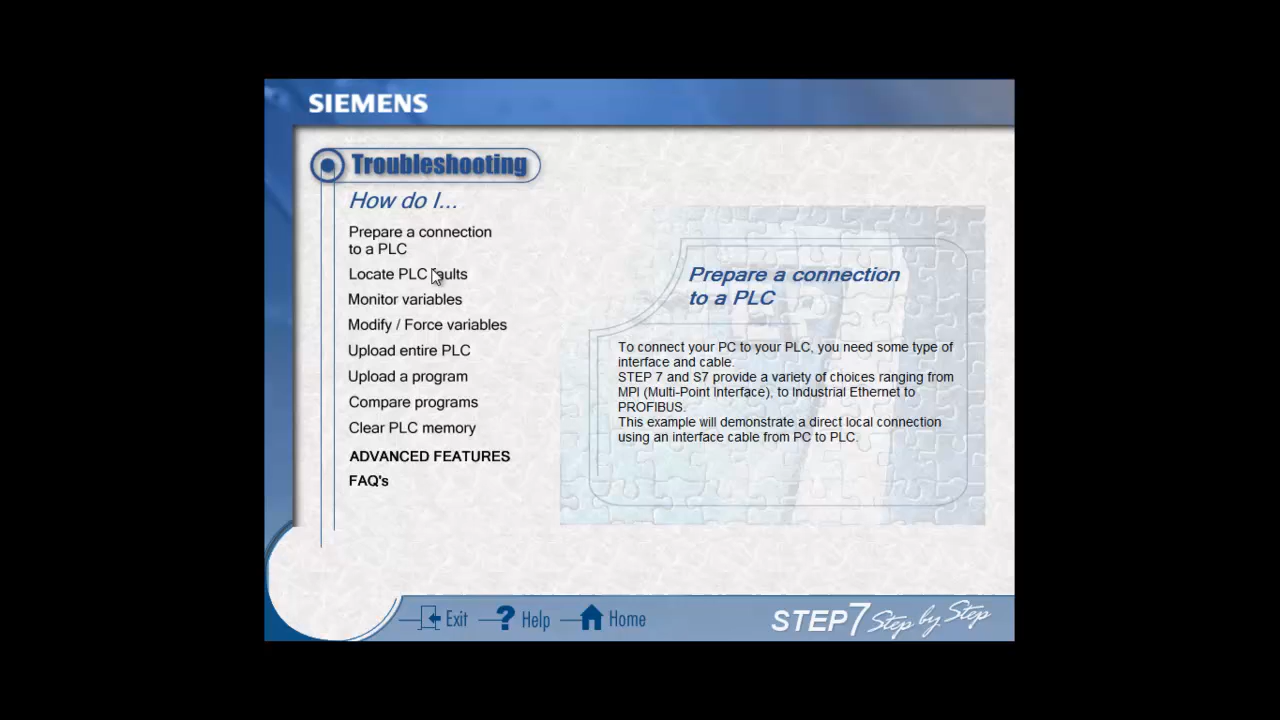 SIEMENS
Troubleshooting
How do I...
Prepare a connection
to a PLC
Locate PLC faults
Monitor variables
Modify / Force variables
Upload entire PLC
Upload a program
Compare programs
Clear PLC memory
ADVANCED FEATURES
FAQ's
Prepare a connection
to a PLC
To connect your PC to your PLC, you need some type of
interface and cable.
STEP 7 and S7 provide a variety of choices ranging from
MPI (Multi-Point Interface), to Industrial Ethernet to
PROFIBUS.
This example will demonstrate a direct local connection
using an interface cable from PC to PLC.
Exit
? Help
Home
STEP7 Step by Step